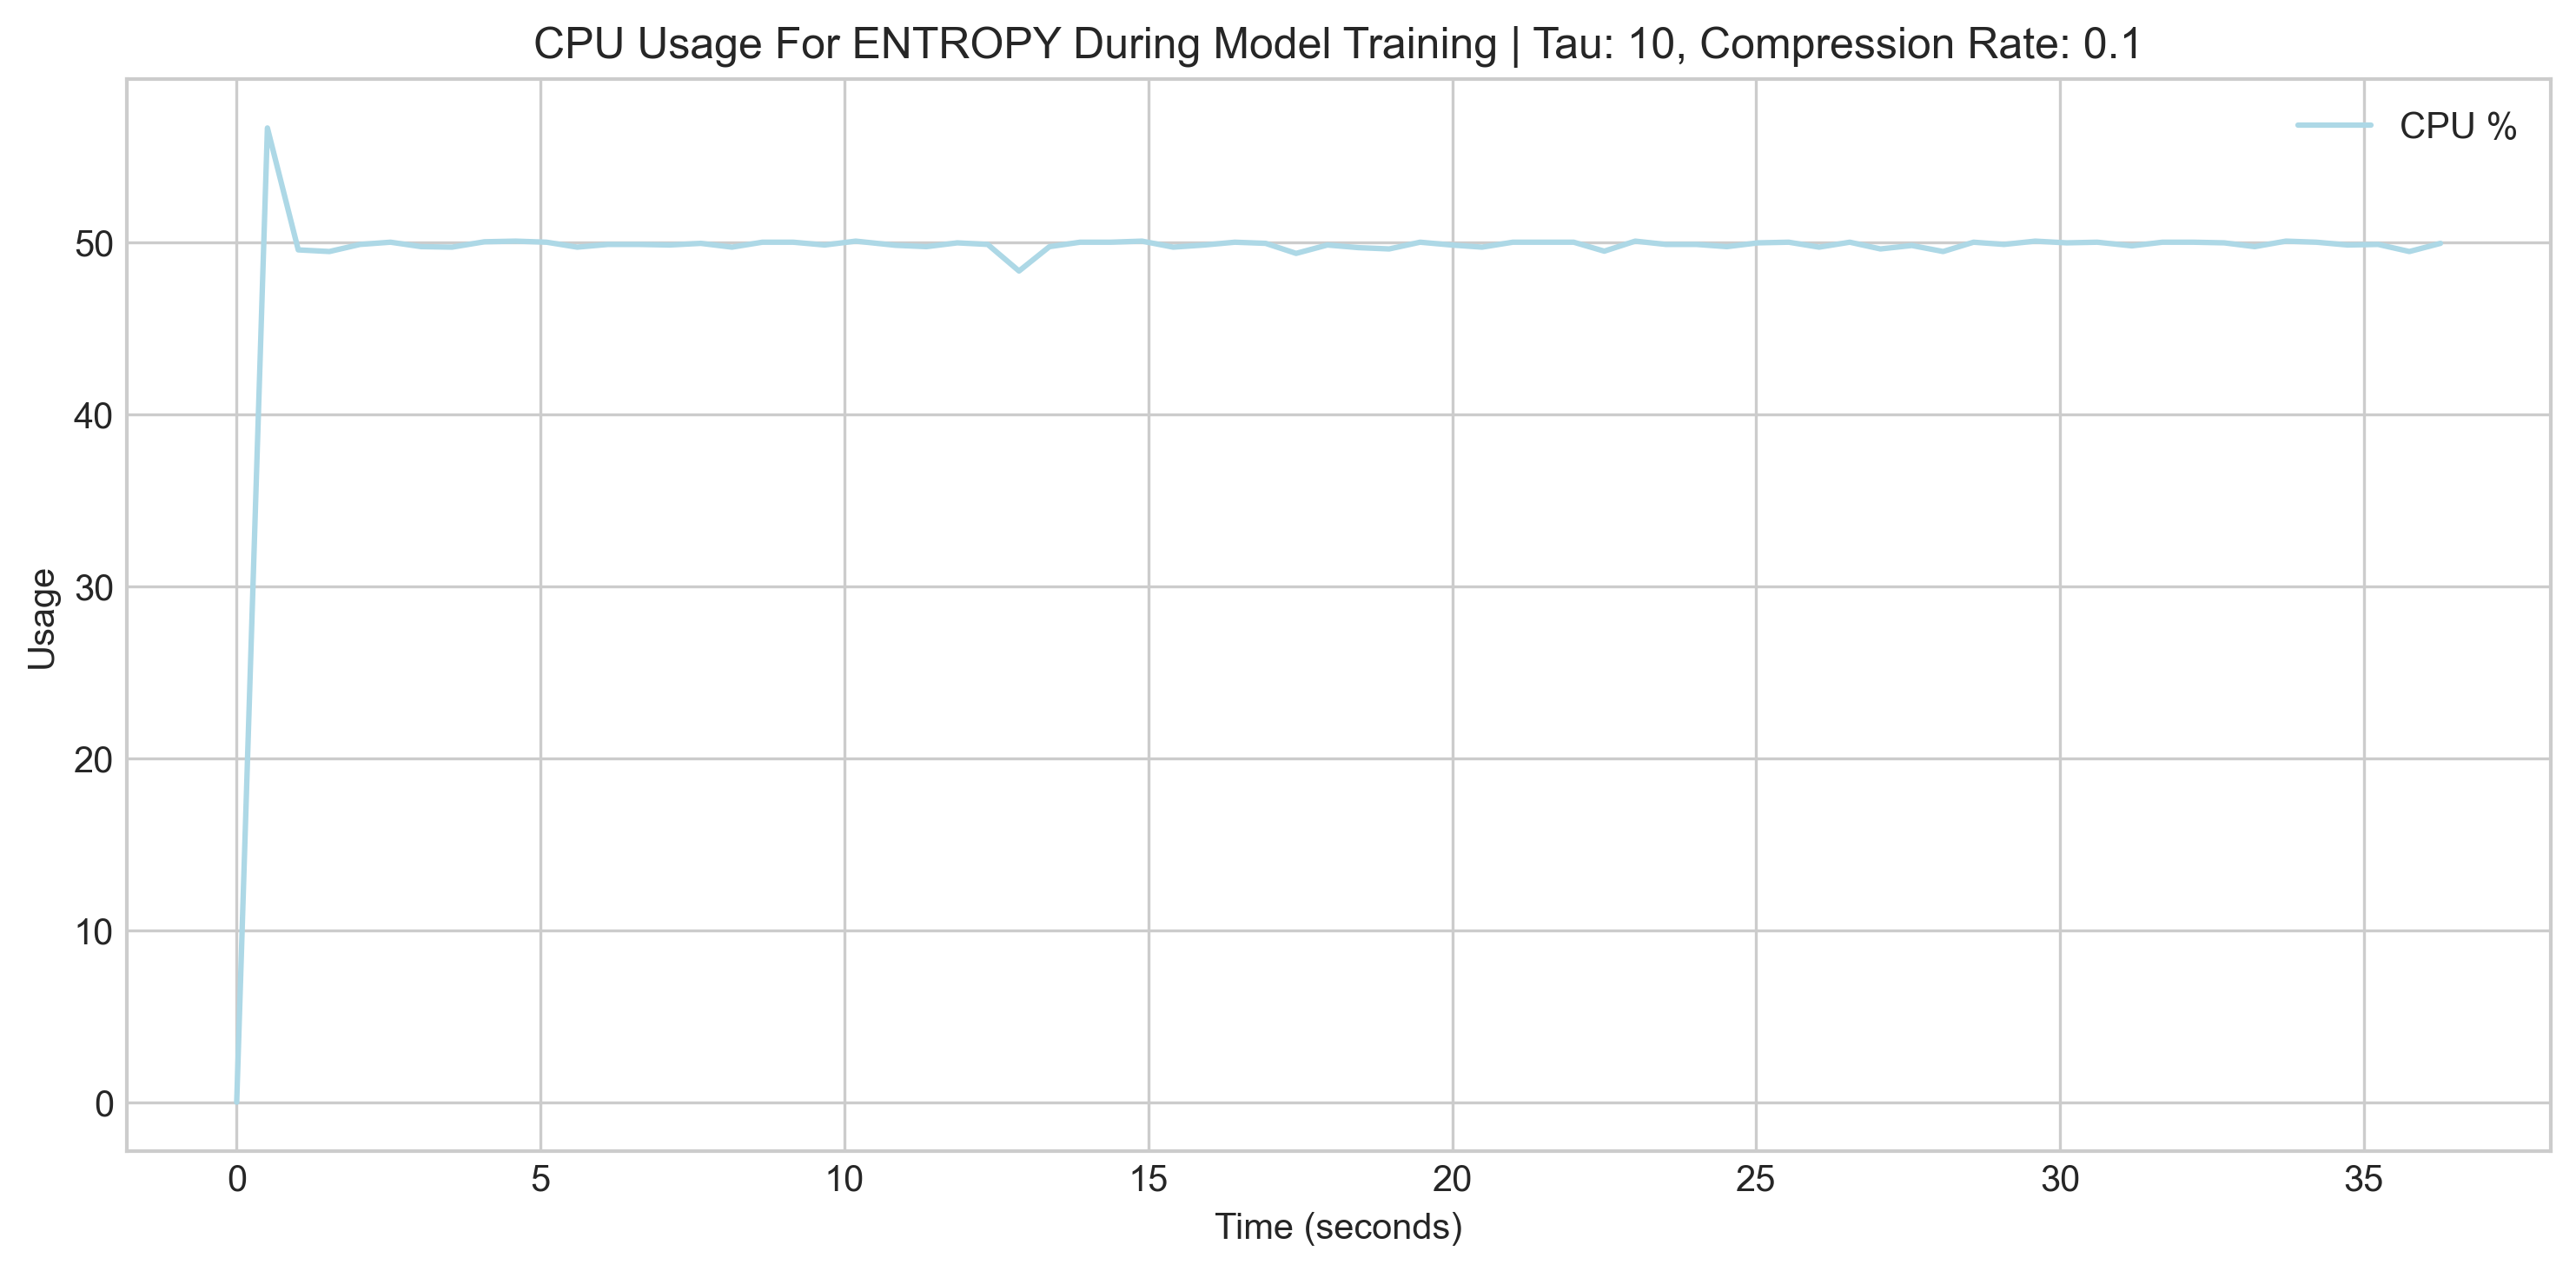 CPU Usage For ENTROPY During Model Training | Tau: 10, Compression Rate: 0.1
CPU %
50
40
30
20
10
0
Usage
0 5 10 15 20 25 30 35
Time (seconds)